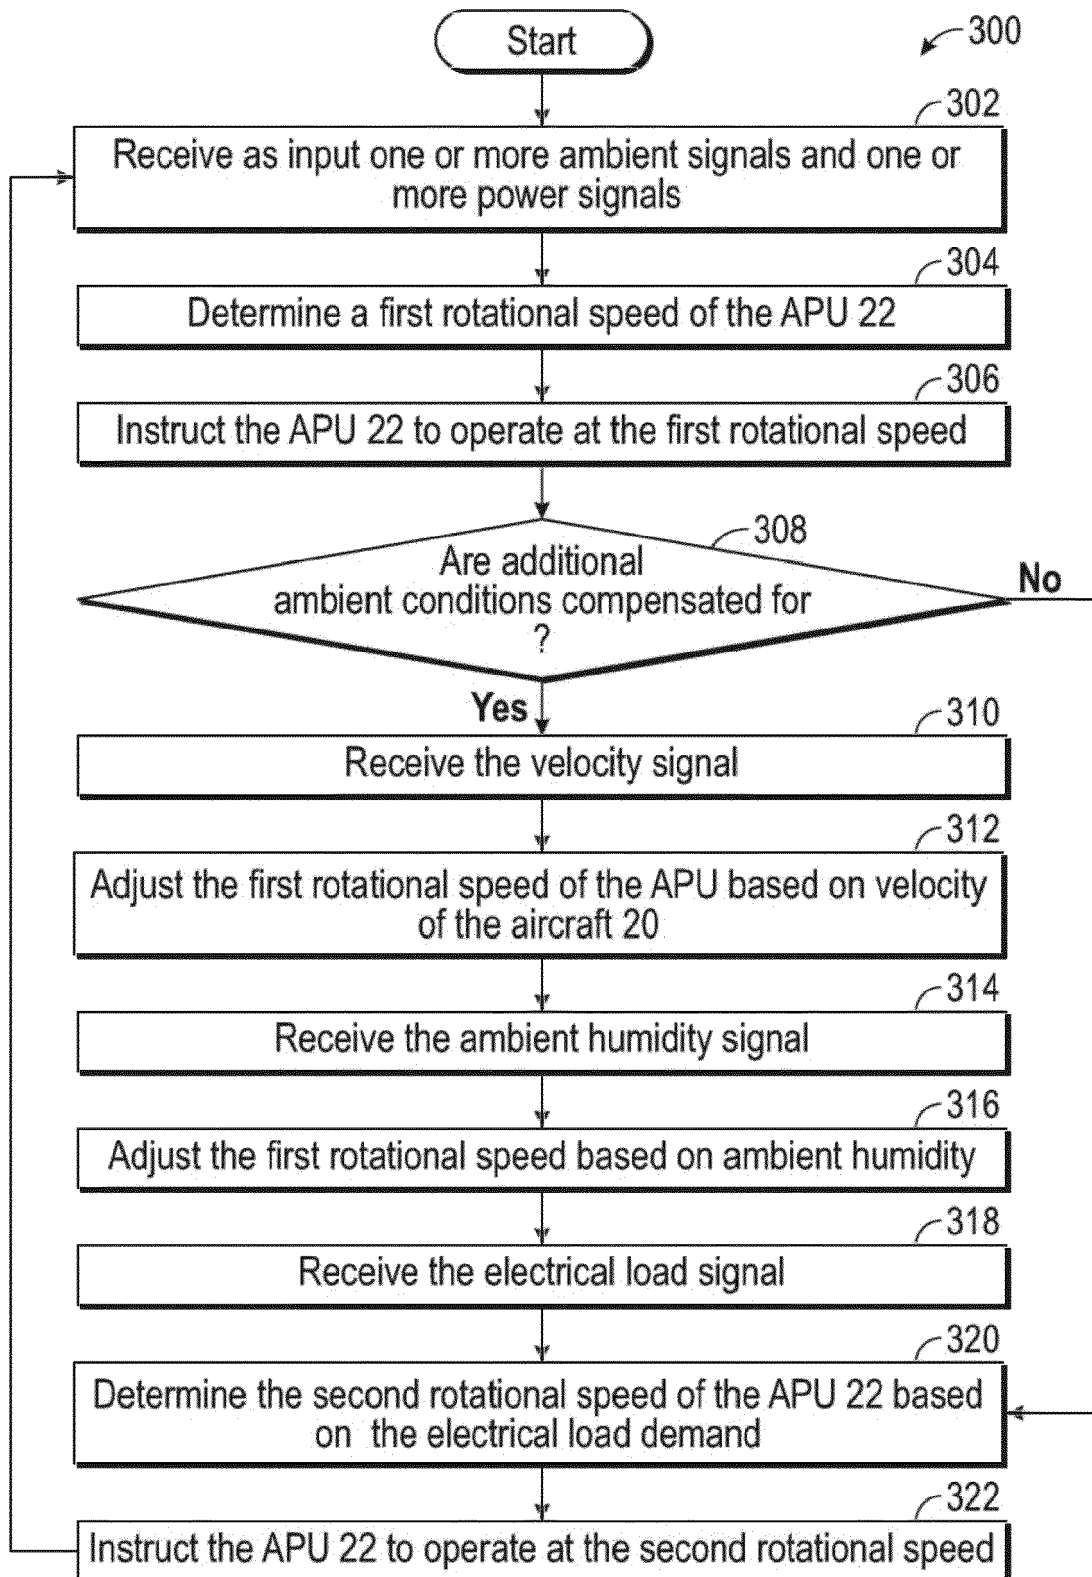 Start
300
302
Receive as input one or more ambient signals and one or
more power signals
304
Determine a first rotational speed of the APU 22
306
Instruct the APU 22 to operate at the first rotational speed
308
Are additional
ambient conditions compensated for
?
No
Yes
310
Receive the velocity signal
312
Adjust the first rotational speed of the APU based on velocity
of the aircraft 20
314
Receive the ambient humidity signal
316
Adjust the first rotational speed based on ambient humidity
318
Receive the electrical load signal
320
Determine the second rotational speed of the APU 22 based
on the electrical load demand
322
Instruct the APU 22 to operate at the second rotational speed